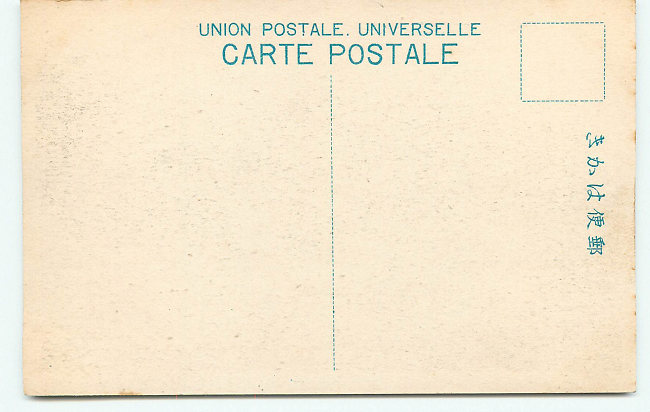 UNION POSTALE. UNIVERSELLE
CARTE POSTALE
きかは便郵